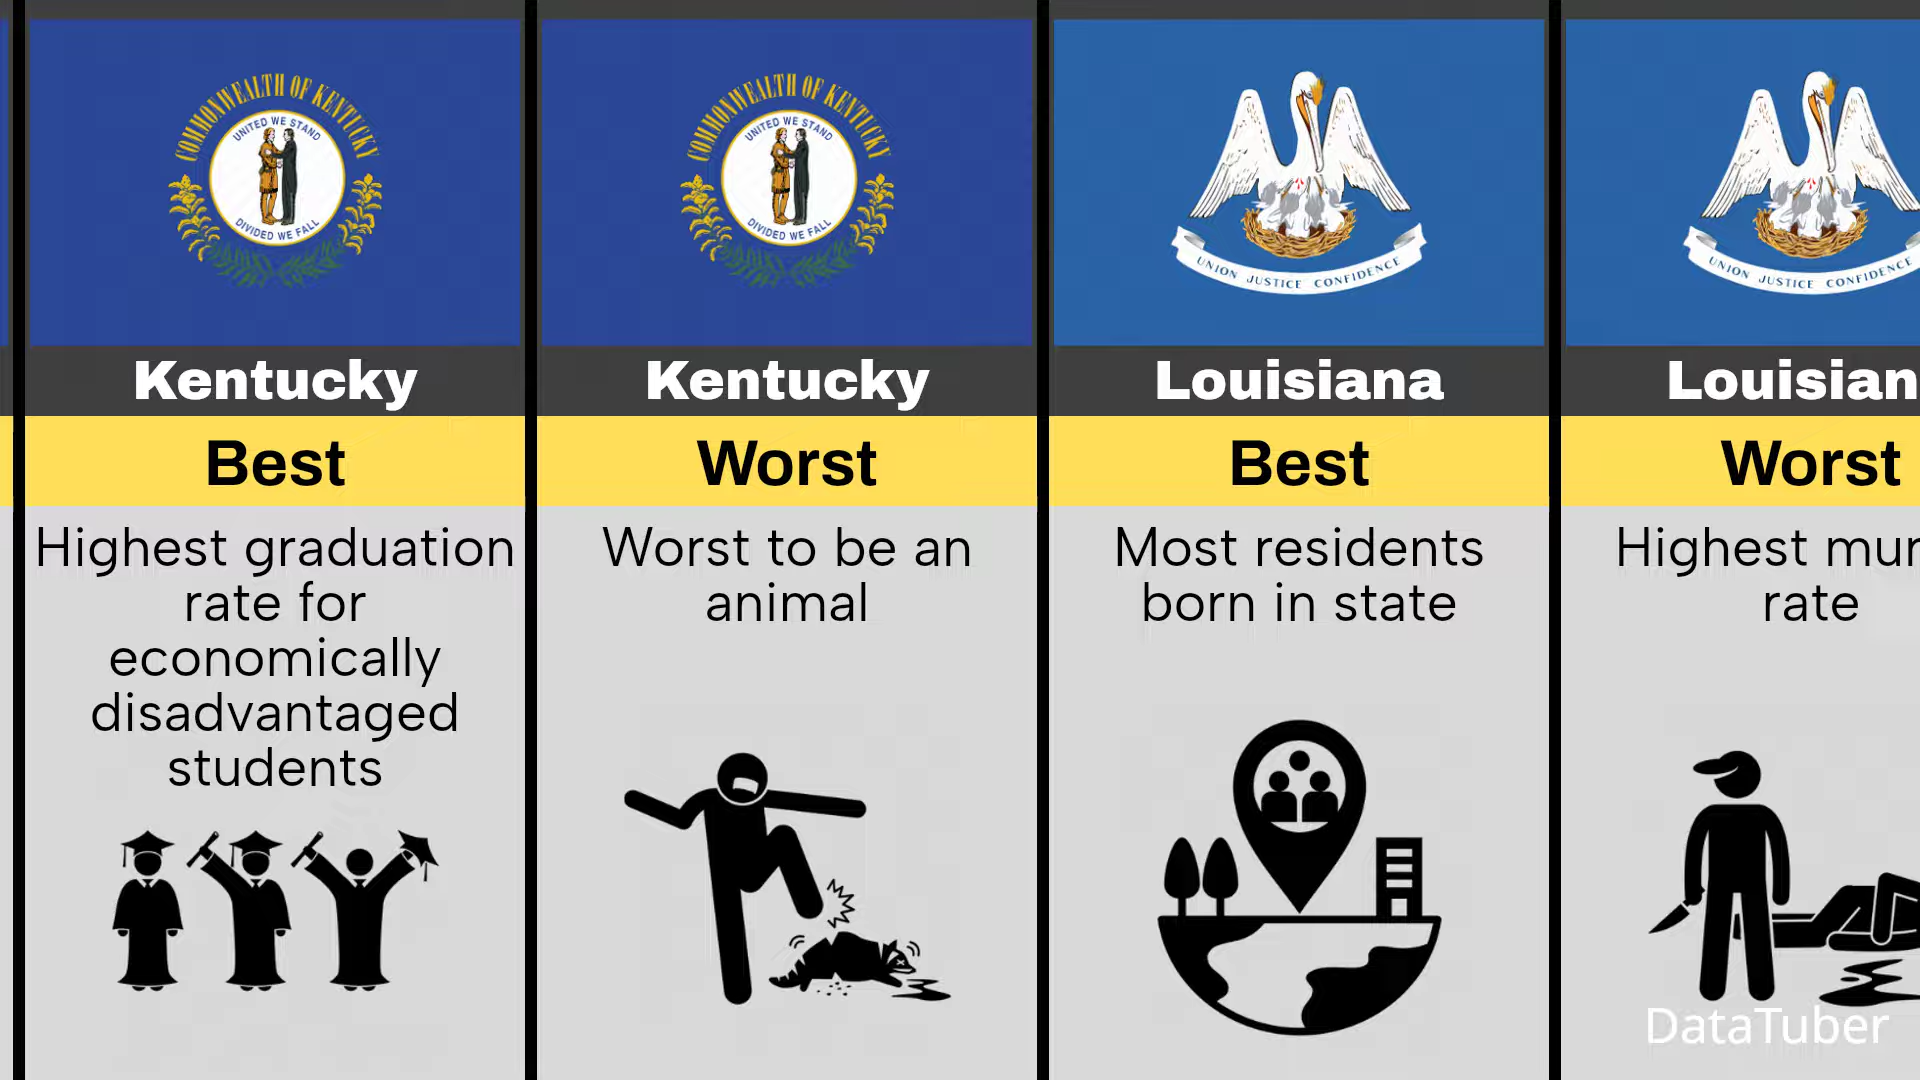 COMMONWEALTH OF KENTUCKY
UNITED WE STAND
DIVIDED WE FALL
Kentucky
Best
Highest graduation
rate for
economically
disadvantaged
students
COMMONWEALTH OF KENTUCKY
UNITED WE STAND
DIVIDED WE FALL
Kentucky
Worst
Worst to be an
animal
UNION JUSTICE CONFIDENCE
Louisiana
Best
Most residents
born in state
UNION JUSTICE CONFIDENCE
Louisian
Worst
Highest mur
rate
DataTuber